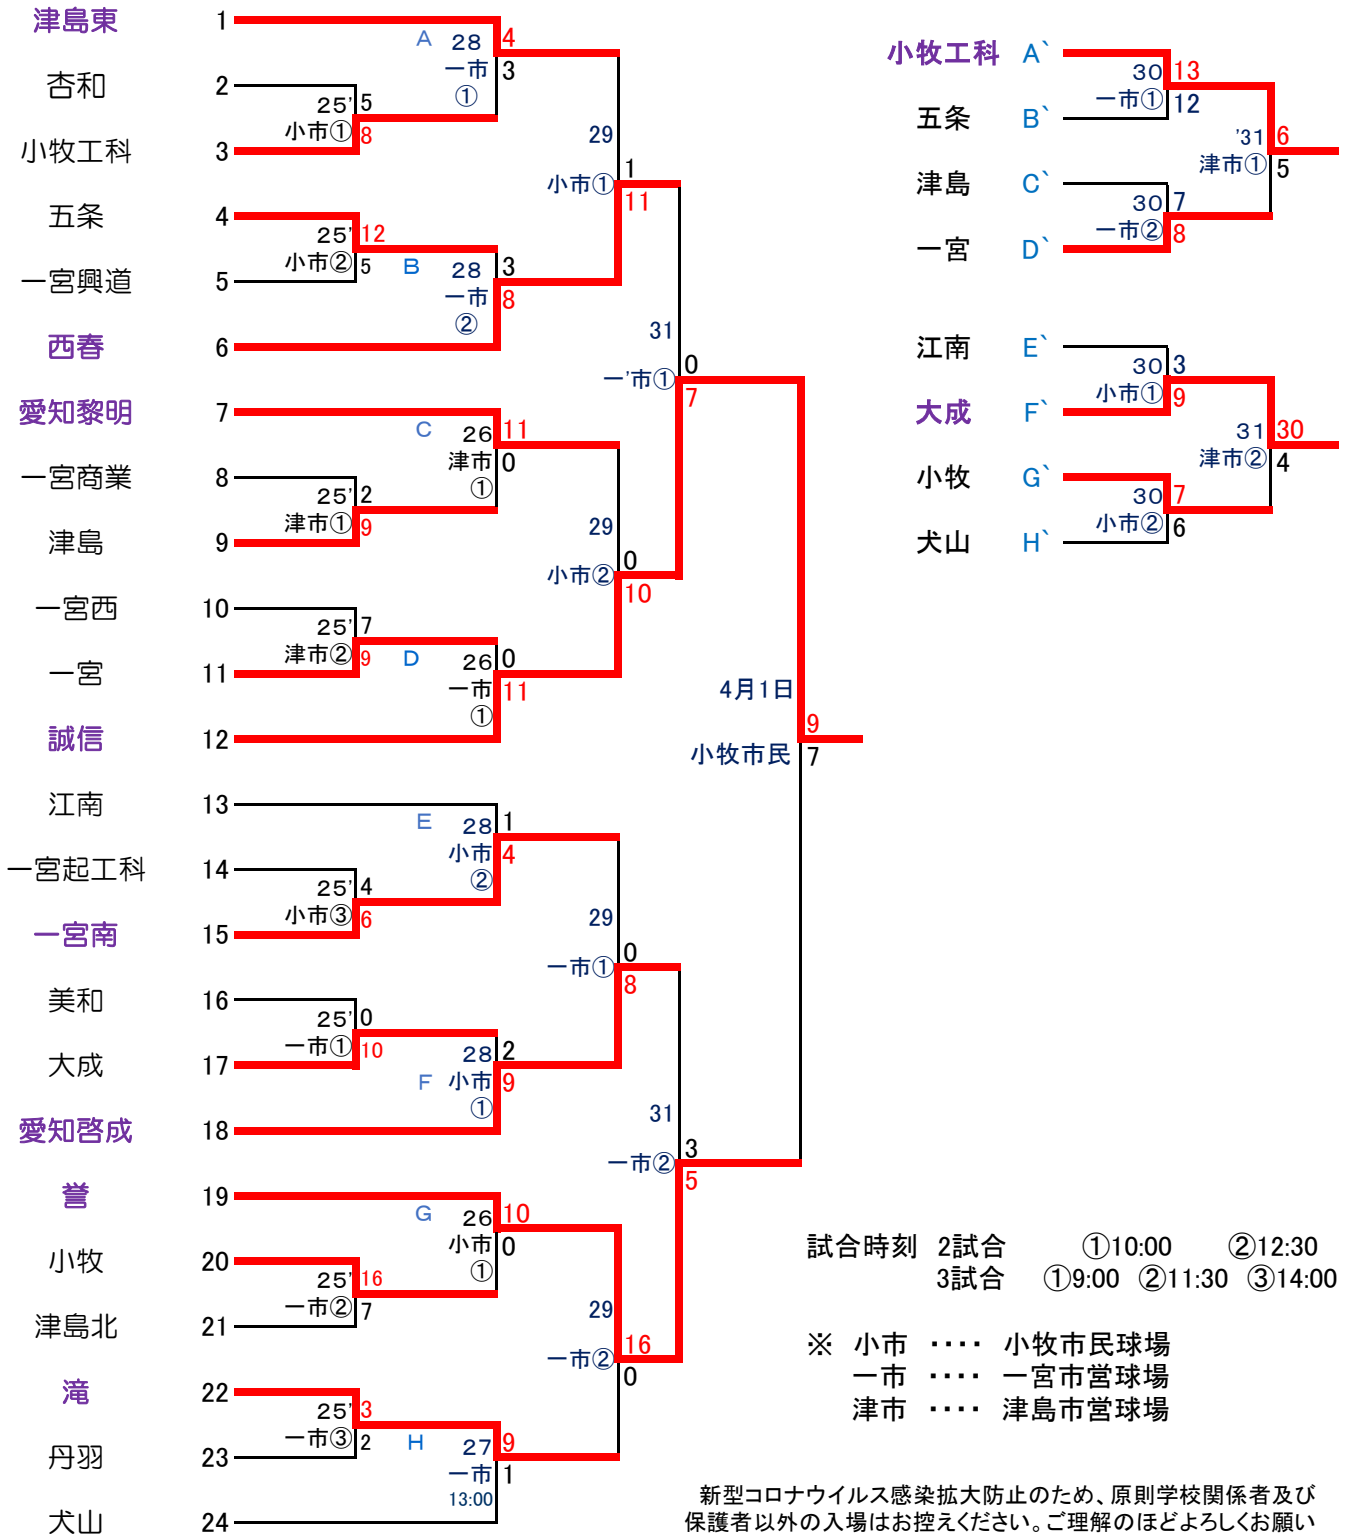 津島東 1
A 28 4
一市 3
①
杏和 2
25' 5
小市① 8
小牧工科 3
29
五条 4
25' 12
小市② 5
一宮興道 5
B 28 3
一市 8
②
西春 6
小市① 1
11
31
一'市① 0
7
愛知黎明 7
C 26 11
津市 0
①
一宮商業 8
25' 2
津市① 9
津島 9
29
小市② 0
10
一宮西 10
25' 7
津市② 9
一宮 11
D 26 0
一市 11
①
誠信 12
4月1日
小牧市民 9
7
江南 13
E 28 1
小市 4
②
一宮起工科 14
25' 4
小市③ 6
一宮南 15
29
一市① 0
8
美和 16
25' 0
一市① 10
大成 17
F 28 2
小市 9
①
愛知啓成 18
31
一市② 3
5
誉 19
G 26 10
小市 0
①
小牧 20
25' 16
一市② 7
津島北 21
29
一市② 16
0
滝 22
25' 3
一市③ 2
丹羽 23
H 27 9
一市 1
13:00
犬山 24
小牧工科 A`
30 13
一市① 12
五条 B`
'31 6
津市① 5
津島 C`
30 7
一市② 8
一宮 D`
江南 E`
30 3
小市① 9
大成 F`
31 30
津市② 4
小牧 G`
30 7
小市② 6
犬山 H`
試合時刻 2試合 ①10:00 ②12:30
3試合 ①9:00 ②11:30 ③14:00
※ 小市 ‥‥ 小牧市民球場
一市 ‥‥ 一宮市営球場
津市 ‥‥ 津島市営球場
新型コロナウイルス感染拡大防止のため、原則学校関係者及び
保護者以外の入場はお控えください。ご理解のほどよろしくお願い